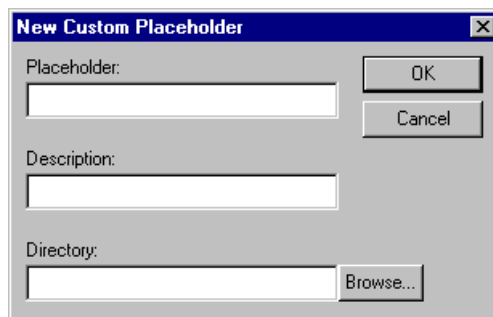 New Custom Placeholder
Placeholder:
OK
Cancel
Description:
Directory:
Browse...